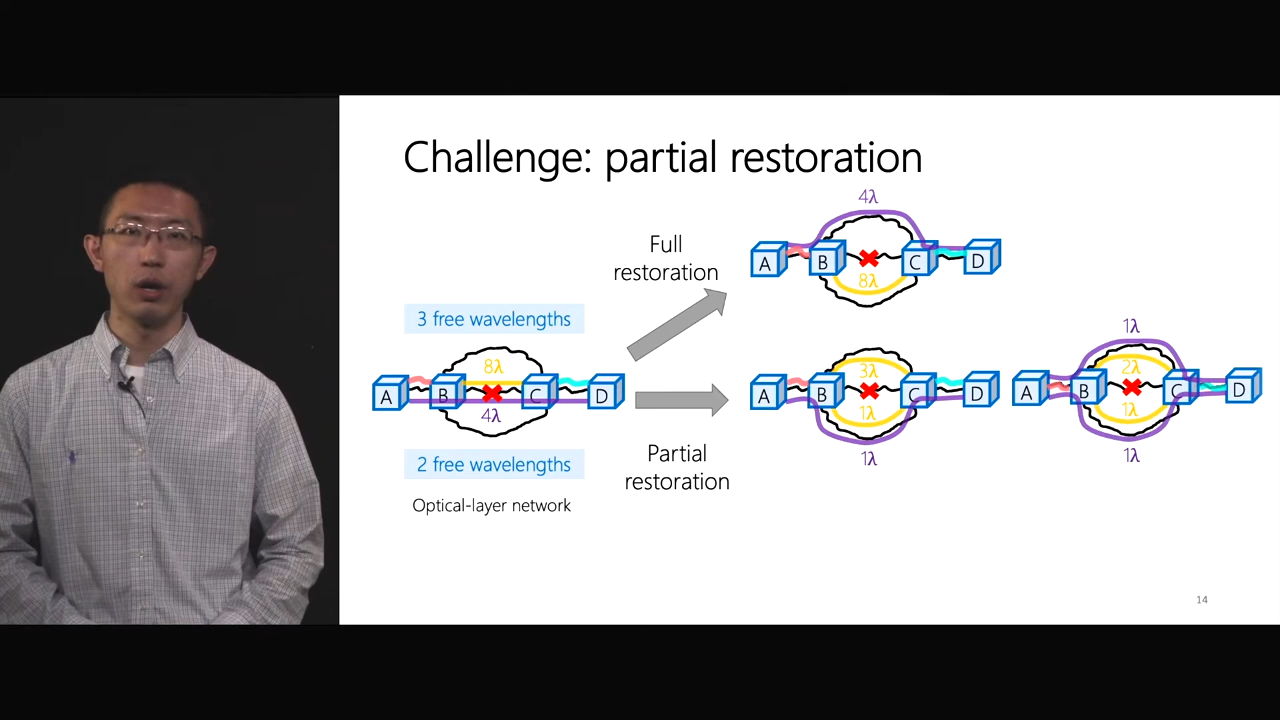 Challenge: partial restoration
4λ
Full
restoration
A B C D
8λ
3 free wavelengths
8λ
A B C D
4λ
2 free wavelengths
Optical-layer network
Partial
restoration
3λ
A B C D
1λ
1λ
1λ
2λ
A B C D
1λ
1λ
14